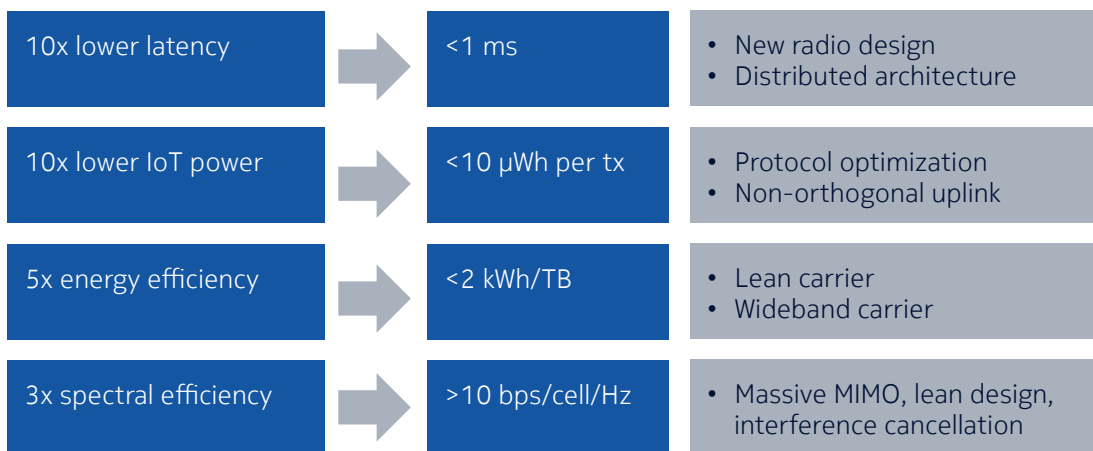 10x lower latency
<1 ms
• New radio design
• Distributed architecture
10x lower IoT power
<10 µWh per tx
• Protocol optimization
• Non-orthogonal uplink
5x energy efficiency
<2 kWh/TB
• Lean carrier
• Wideband carrier
3x spectral efficiency
>10 bps/cell/Hz
• Massive MIMO, lean design,
interference cancellation